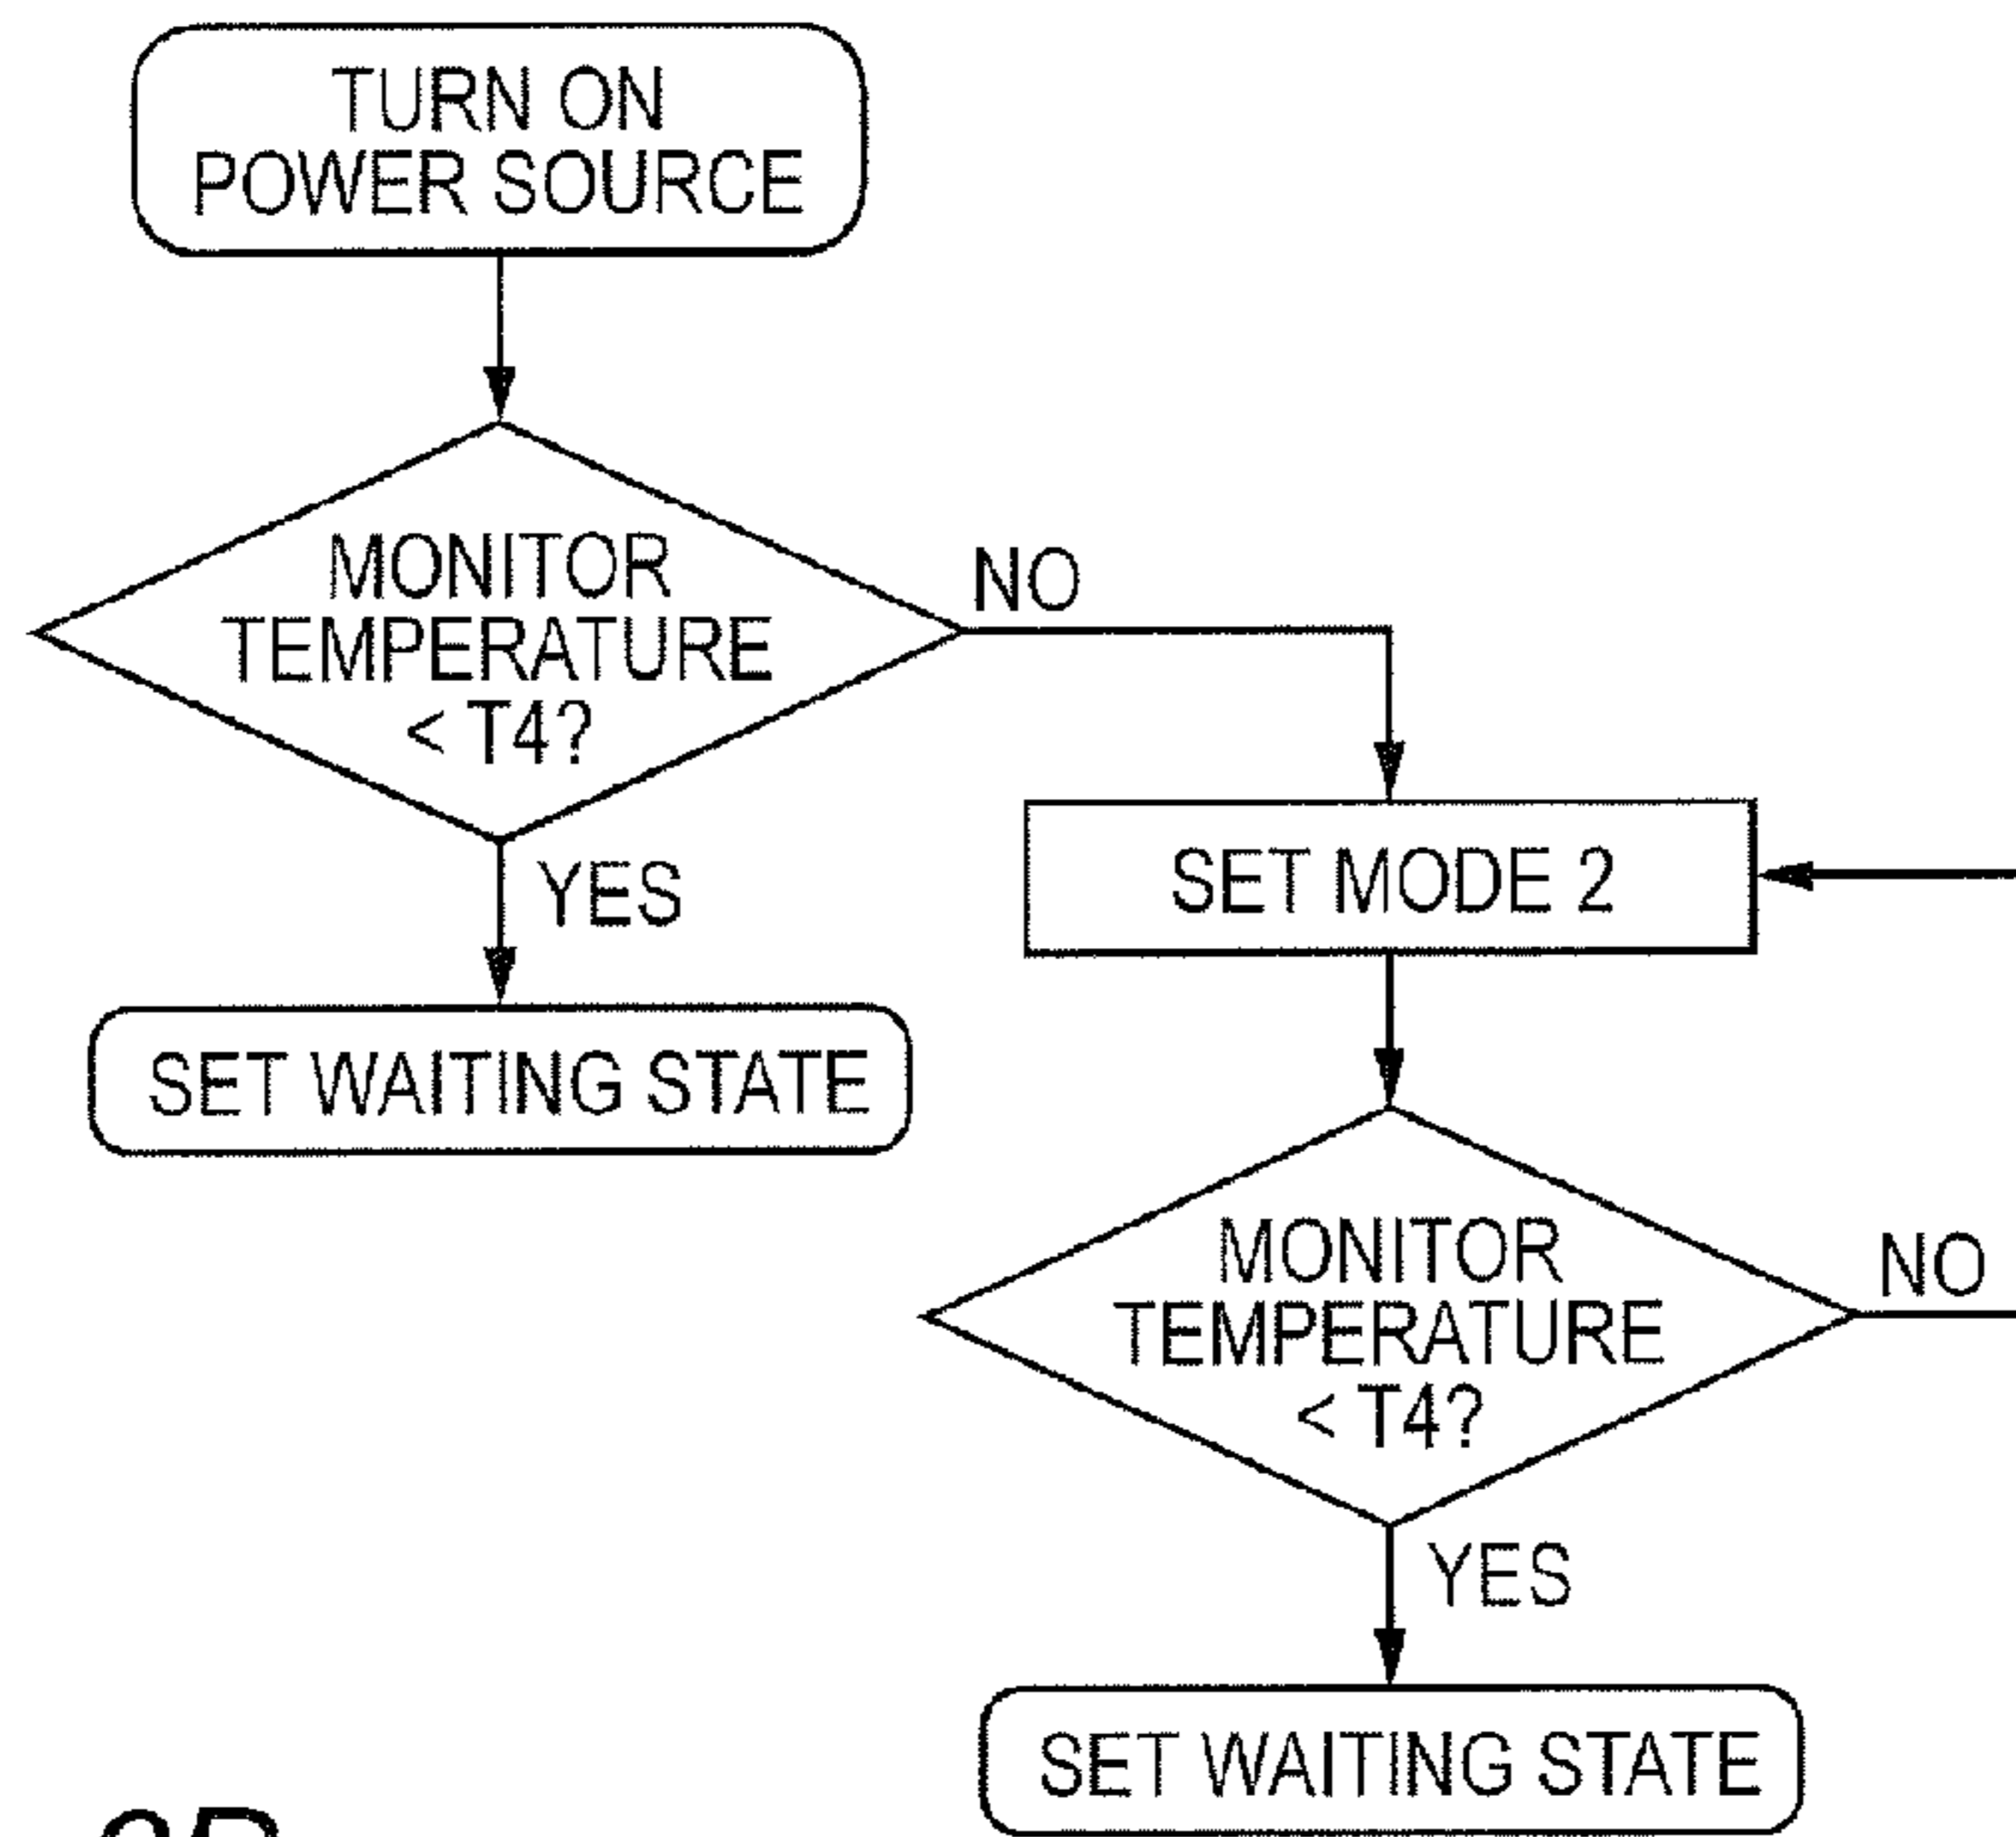 TURN ON
POWER SOURCE
MONITOR
TEMPERATURE
< T4?
NO
YES
SET WAITING STATE
SET MODE 2
MONITOR
TEMPERATURE
< T4?
NO
YES
SET WAITING STATE